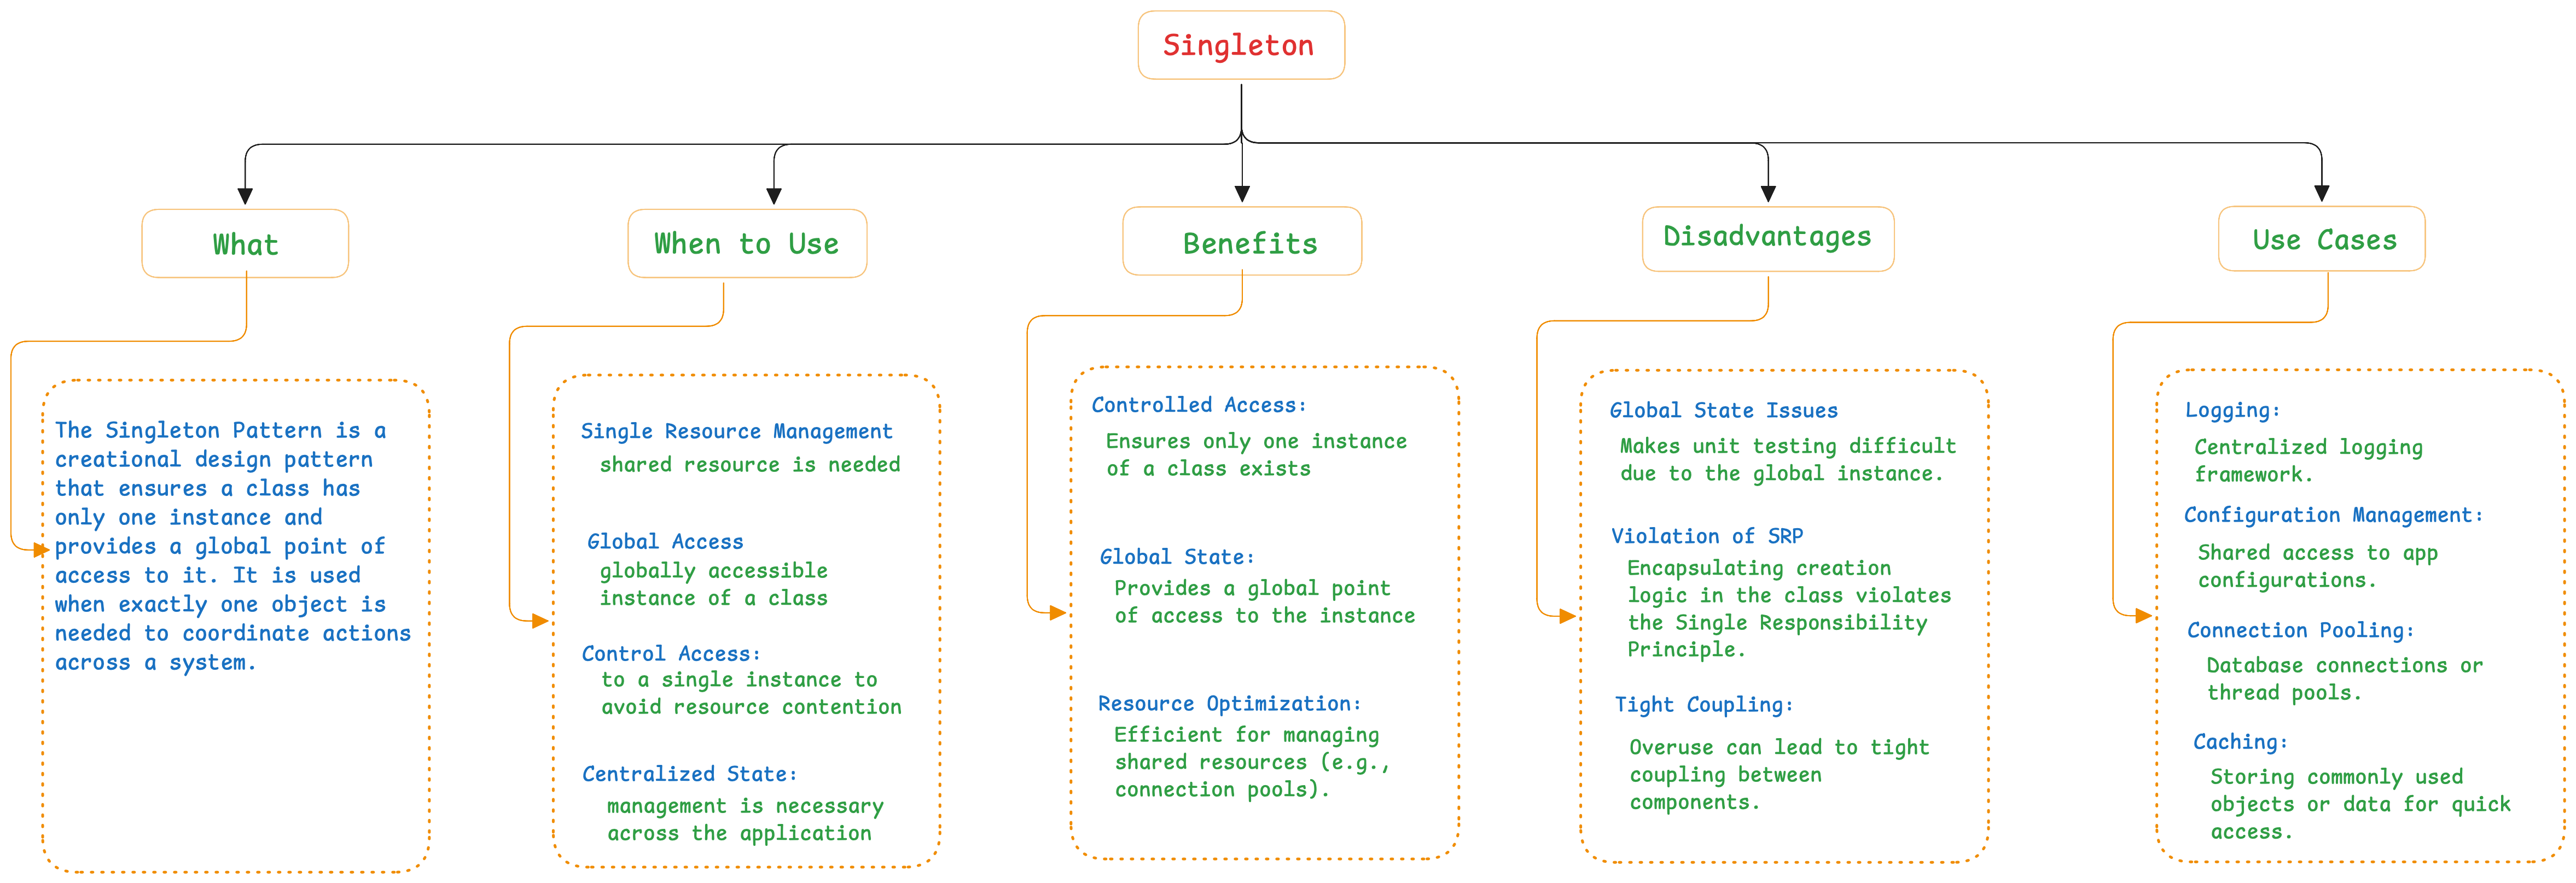 Singleton
What
When to Use
Benefits
Disadvantages
Use Cases
The Singleton Pattern is a
creational design pattern
that ensures a class has
only one instance and
provides a global point of
access to it. It is used
when exactly one object is
needed to coordinate actions
across a system.
Single Resource Management
shared resource is needed
Global Access
globally accessible
instance of a class
Control Access:
to a single instance to
avoid resource contention
Centralized State:
management is necessary
across the application
Controlled Access:
Ensures only one instance
of a class exists
Global State:
Provides a global point
of access to the instance
Resource Optimization:
Efficient for managing
shared resources (e.g.,
connection pools).
Global State Issues
Makes unit testing difficult
due to the global instance.
Violation of SRP
Encapsulating creation
logic in the class violates
the Single Responsibility
Principle.
Tight Coupling:
Overuse can lead to tight
coupling between
components.
Logging:
Centralized logging
framework.
Configuration Management:
Shared access to app
configurations.
Connection Pooling:
Database connections or
thread pools.
Caching:
Storing commonly used
objects or data for quick
access.